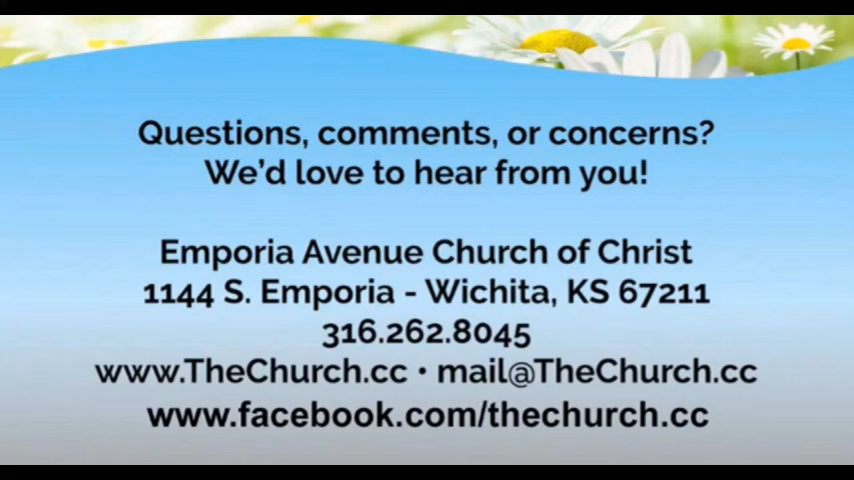 Questions, comments, or concerns?
We'd love to hear from you!
Emporia Avenue Church of Christ
1144 S. Emporia - Wichita, KS 67211
316.262.8045
www.TheChurch.cc • mail@TheChurch.cc
www.facebook.com/thechurch.cc